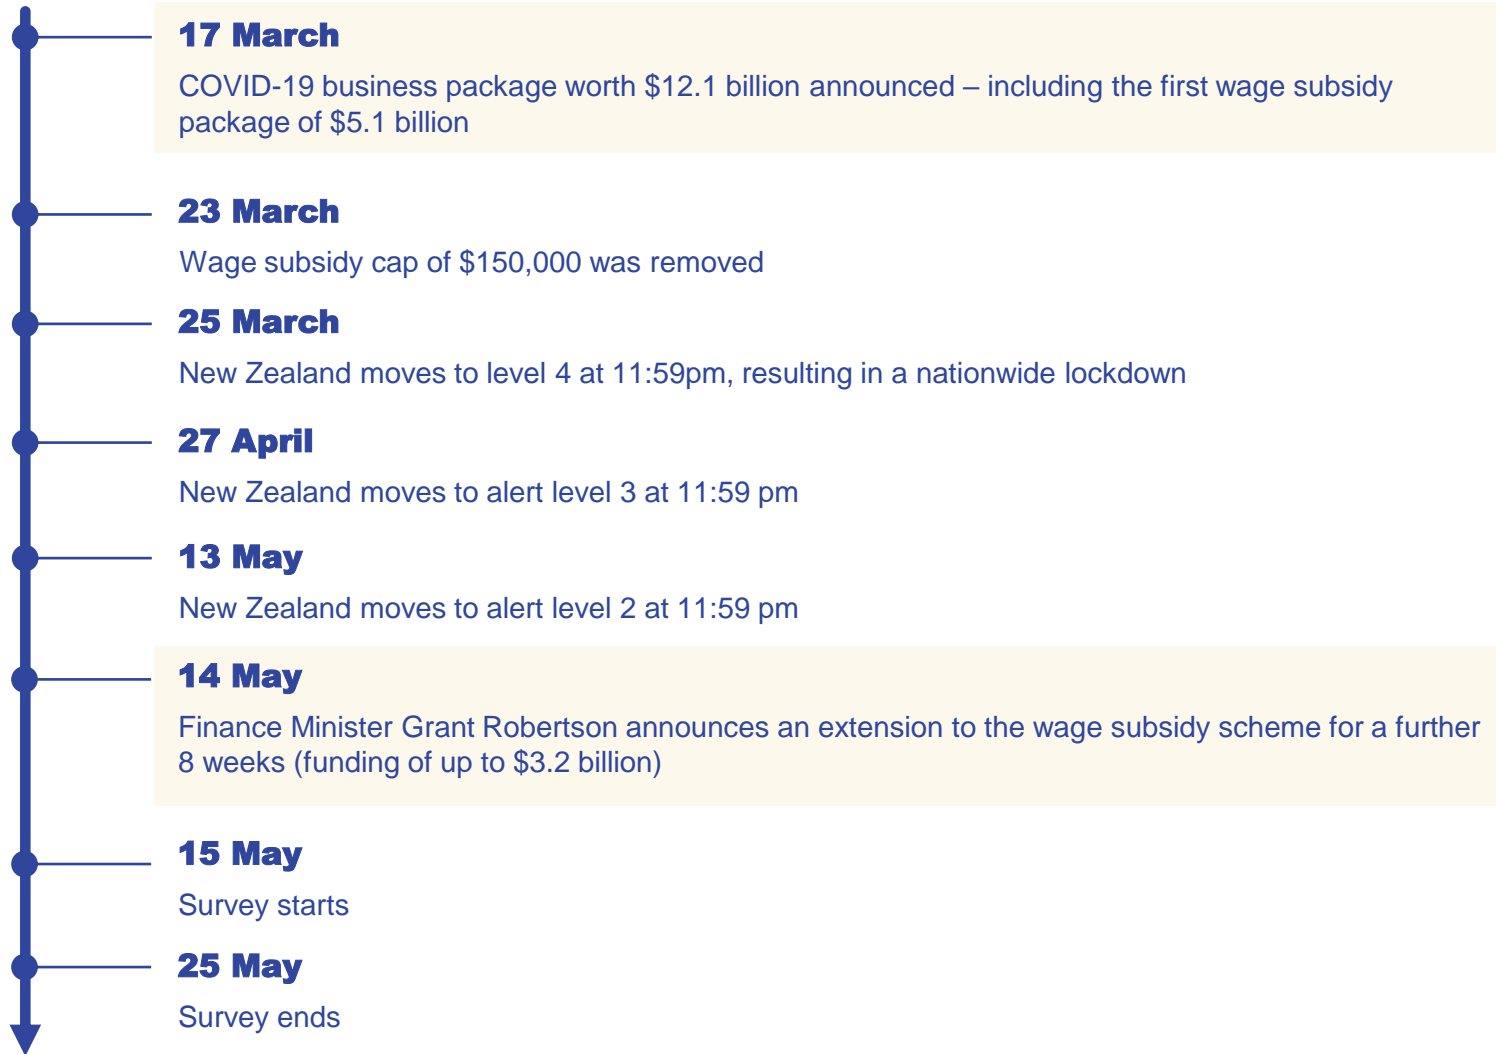 17 March
COVID-19 business package worth $12.1 billion announced – including the first wage subsidy
package of $5.1 billion
23 March
Wage subsidy cap of $150,000 was removed
25 March
New Zealand moves to level 4 at 11:59pm, resulting in a nationwide lockdown
27 April
New Zealand moves to alert level 3 at 11:59 pm
13 May
New Zealand moves to alert level 2 at 11:59 pm
14 May
Finance Minister Grant Robertson announces an extension to the wage subsidy scheme for a further
8 weeks (funding of up to $3.2 billion)
15 May
Survey starts
25 May
Survey ends